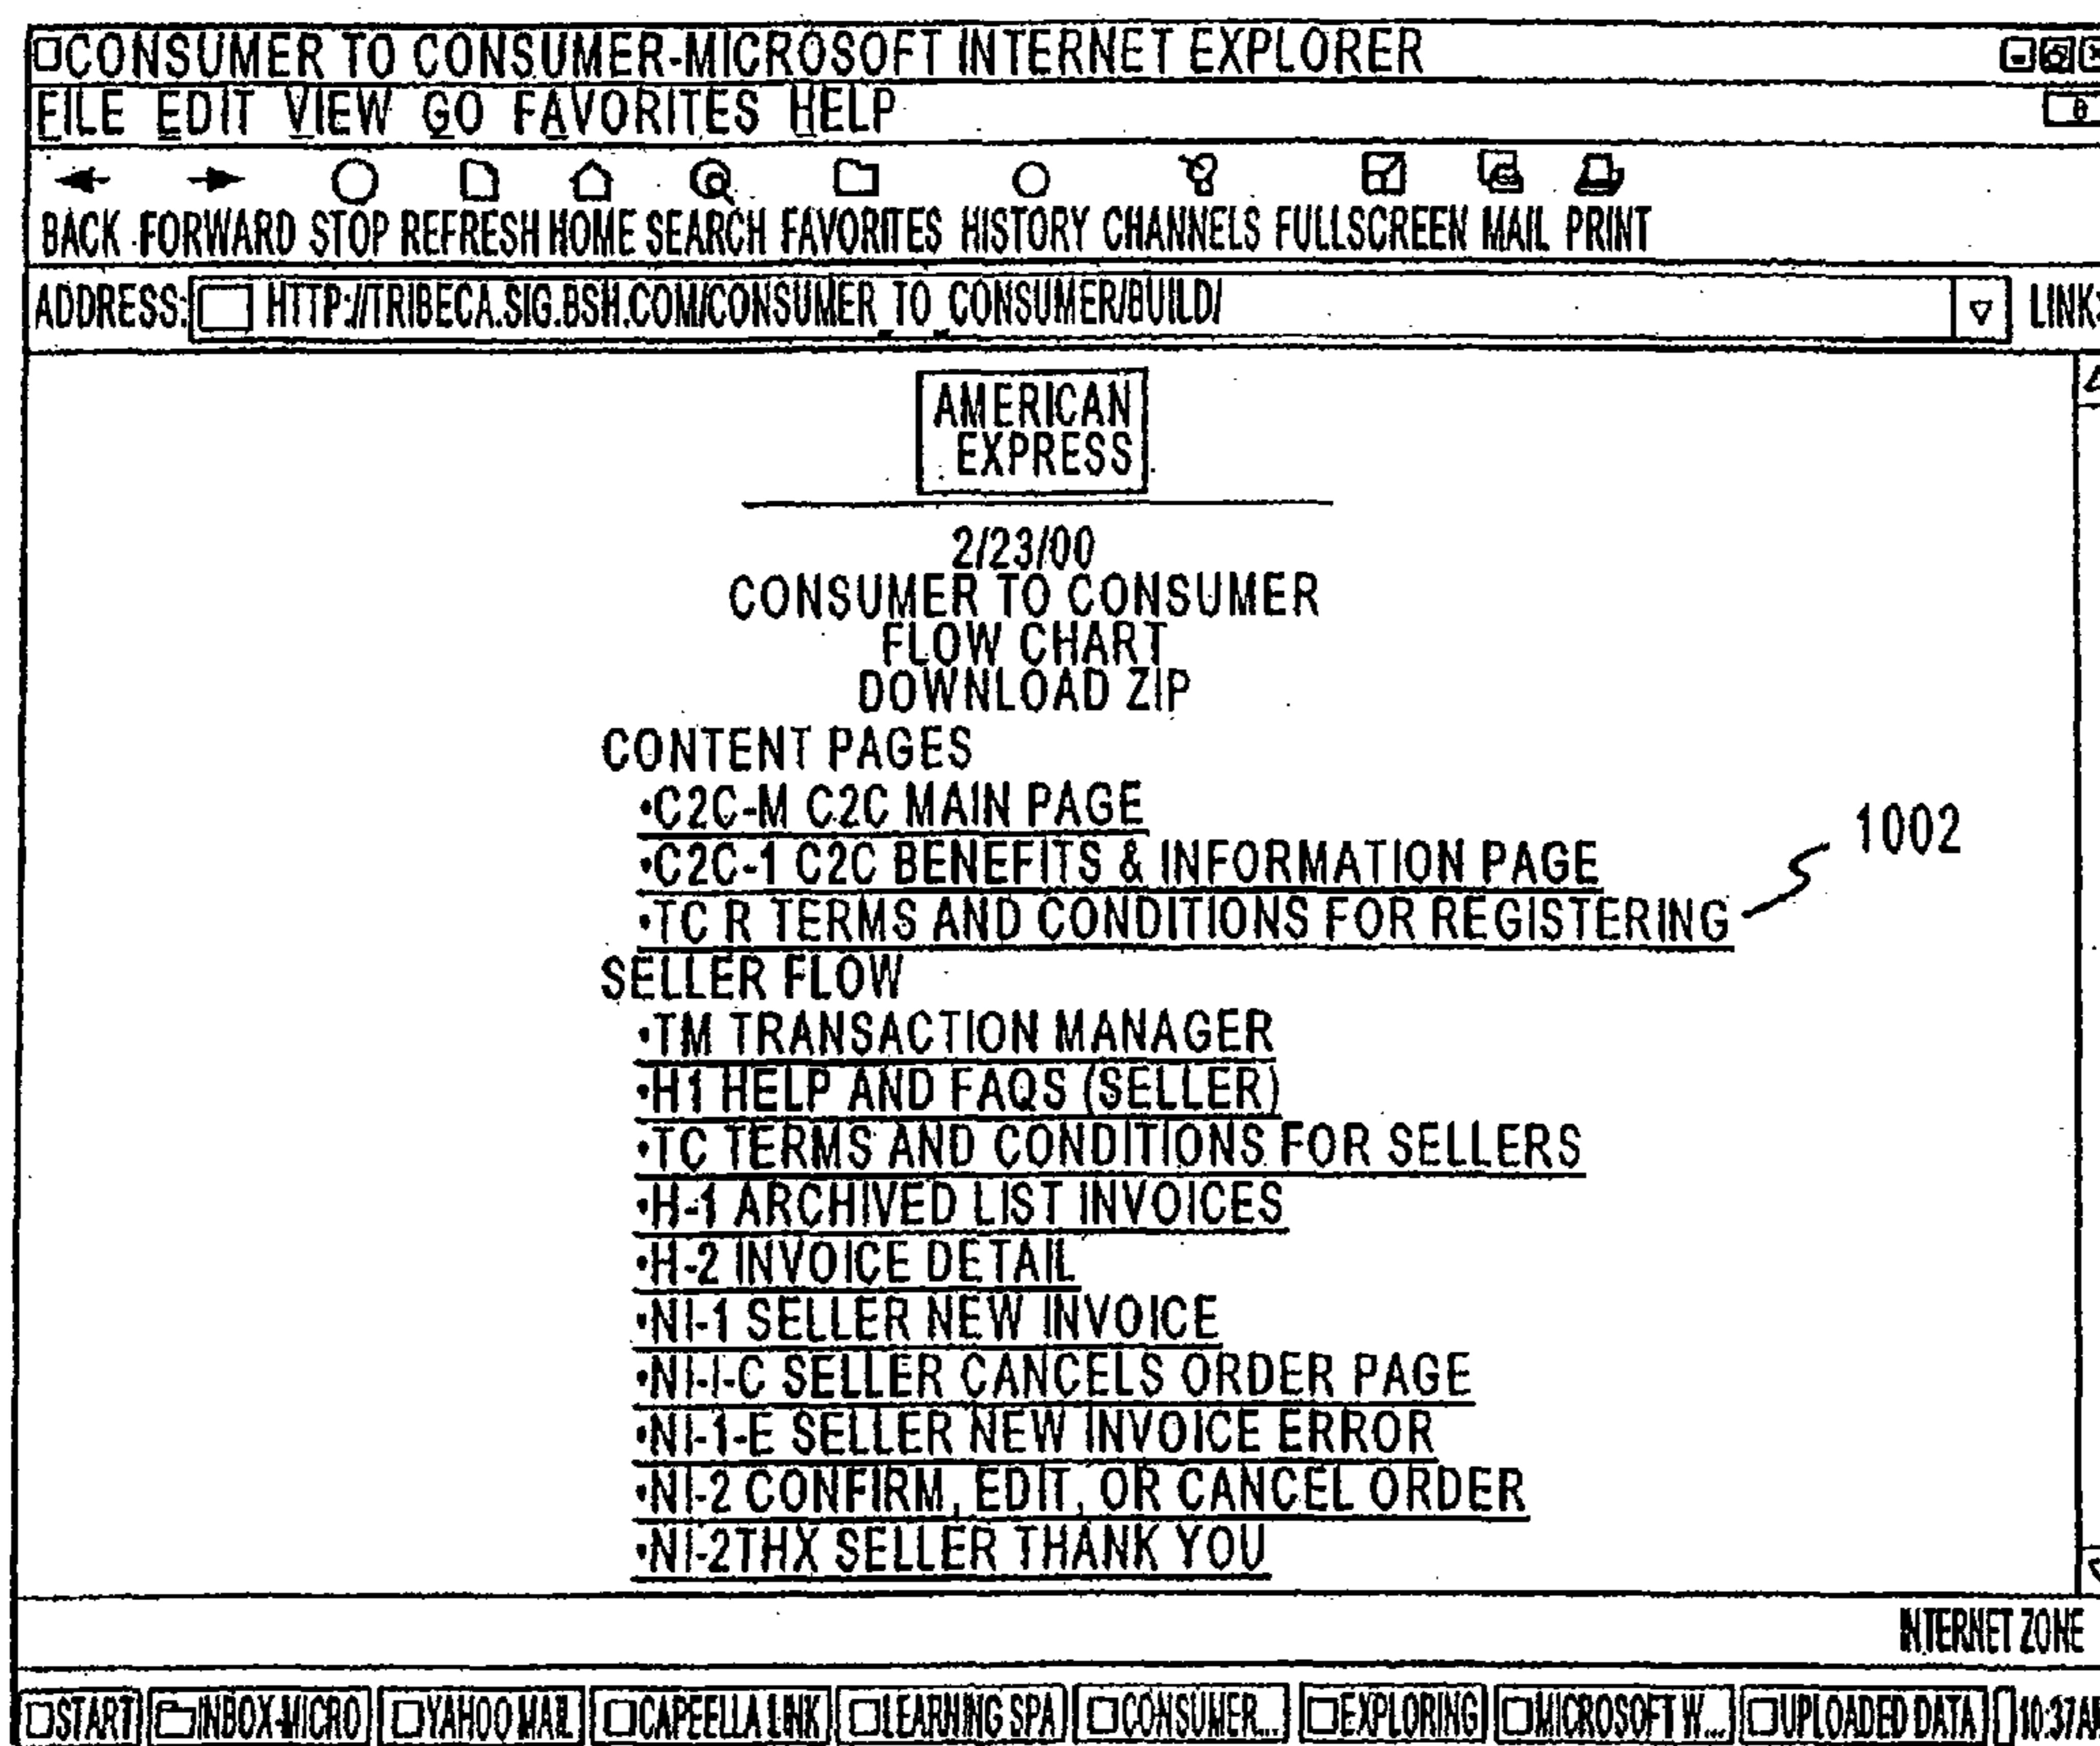 CONSUMER TO CONSUMER-MICROSOFT INTERNET EXPLORER
FILE EDIT VIEW GO FAVORITES HELP
BACK FORWARD STOP REFRESH HOME SEARCH FAVORITES HISTORY CHANNELS FULLSCREEN MAIL PRINT
ADDRESS: HTTP://TRIBECA.SIG.BSH.COM/CONSUMER_TO_CONSUMER/BUILD/ LINKS
AMERICAN
EXPRESS
2/23/00
CONSUMER TO CONSUMER
FLOW CHART
DOWNLOAD ZIP
CONTENT PAGES
•C2C-M C2C MAIN PAGE
•C2C-1 C2C BENEFITS & INFORMATION PAGE
1002
•TC R TERMS AND CONDITIONS FOR REGISTERING
SELLER FLOW
•TM TRANSACTION MANAGER
•H1 HELP AND FAQS (SELLER)
•TC TERMS AND CONDITIONS FOR SELLERS
•H-1 ARCHIVED LIST INVOICES
•H-2 INVOICE DETAIL
•NI-1 SELLER NEW INVOICE
•NI-I-C SELLER CANCELS ORDER PAGE
•NI-1-E SELLER NEW INVOICE ERROR
•NI-2 CONFIRM, EDIT, OR CANCEL ORDER
•NI-2THX SELLER THANK YOU
INTERNET ZONE
START INBOX-MICRO YAHOO MAIL CAPEELLA LINK LEARNING SPA CONSUMER... EXPLORING MICROSOFT W... UPLOADED DATA 10:37AM